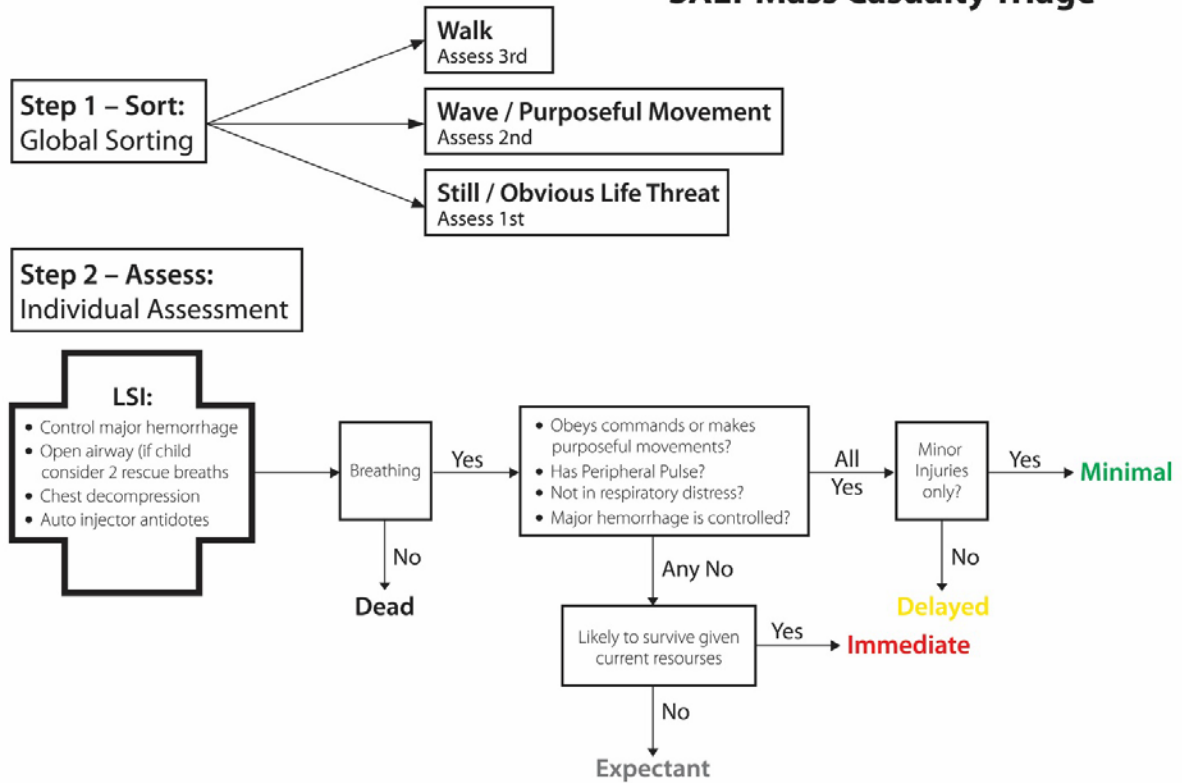 SALT Mass Casualty Triage
Walk
Assess 3rd
Step 1 – Sort:
Global Sorting
Wave / Purposeful Movement
Assess 2nd
Still / Obvious Life Threat
Assess 1st
Step 2 – Assess:
Individual Assessment
LSI:
• Control major hemorrhage
• Open airway (if child
consider 2 rescue breaths
• Chest decompression
• Auto injector antidotes
Breathing
Yes
No
Dead
• Obeys commands or makes
purposeful movements?
• Has Peripheral Pulse?
• Not in respiratory distress?
• Major hemorrhage is controlled?
All
Yes
Minor
Injuries
only?
Yes
Minimal
No
Delayed
Any No
Likely to survive given
current resourses
Yes
Immediate
No
Expectant